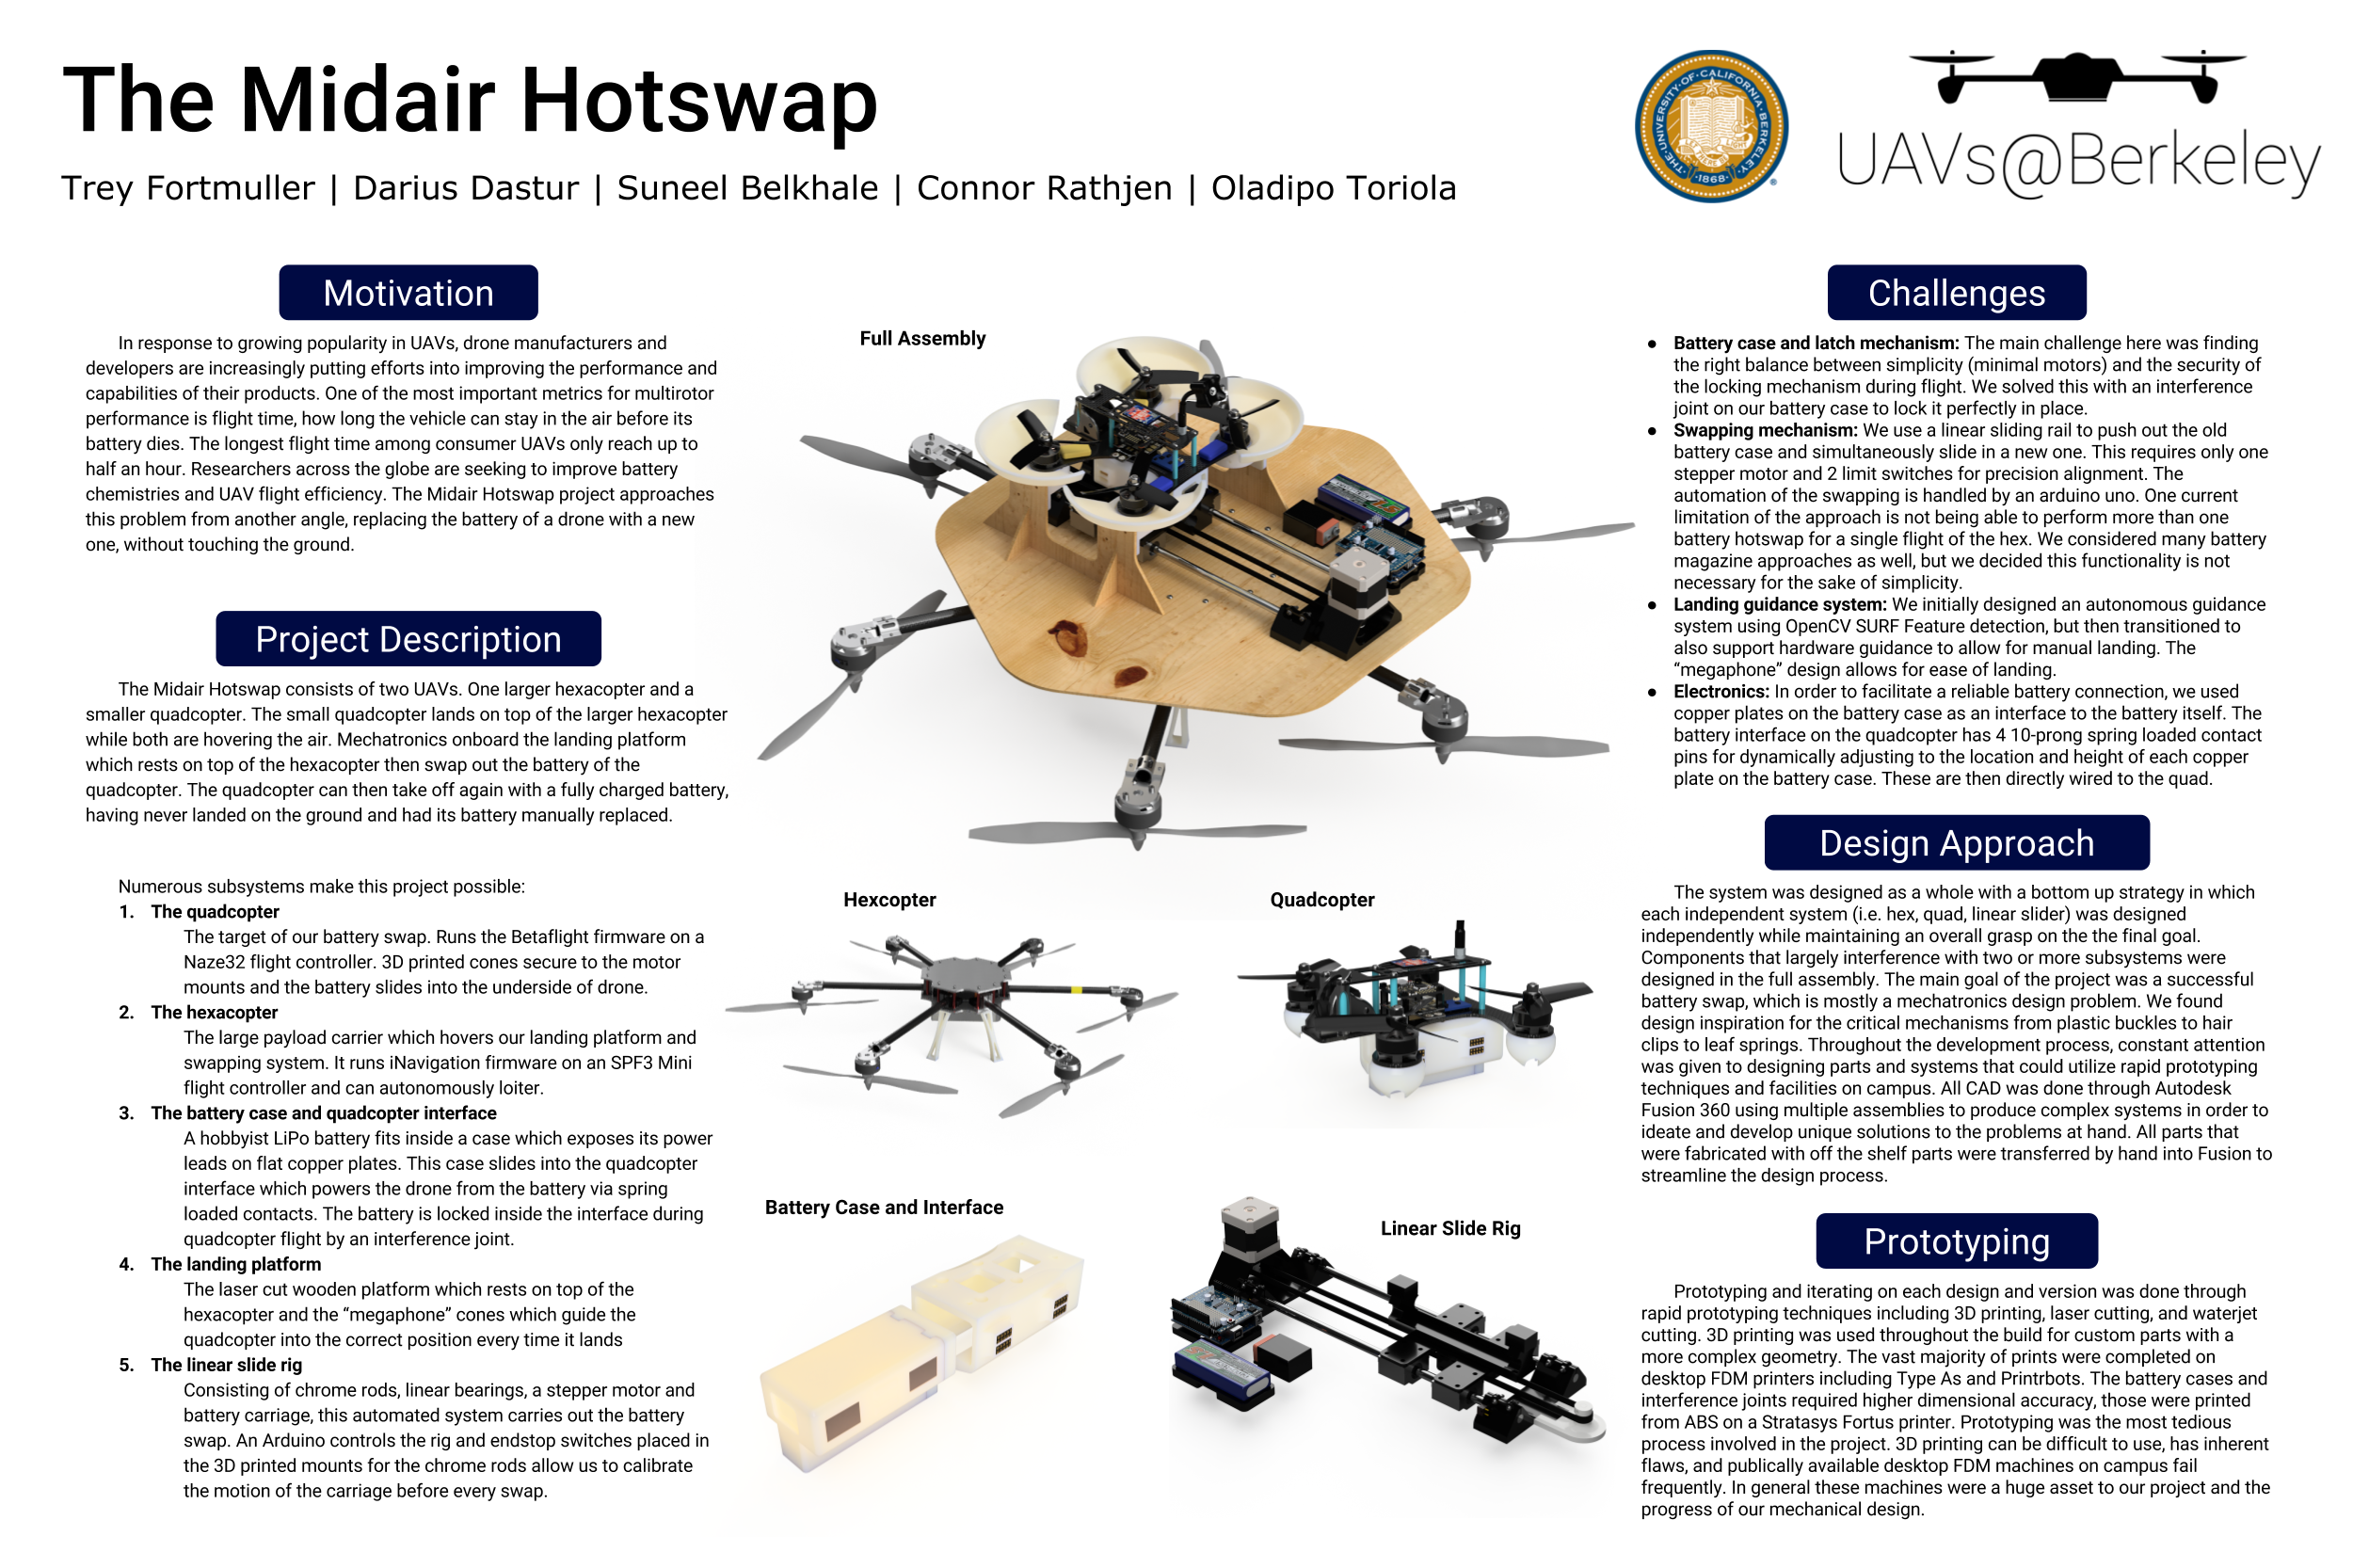 The Midair Hotswap
Trey Fortmuller | Darius Dastur | Suneel Belkhale | Connor Rathjen | Oladipo Toriola
THE·UNIVERSITY·OF·CALIFORNIA·BERKELEY·
·1868·
UAVs@Berkeley
Motivation
In response to growing popularity in UAVs, drone manufacturers and
developers are increasingly putting efforts into improving the performance and
capabilities of their products. One of the most important metrics for multirotor
performance is flight time, how long the vehicle can stay in the air before its
battery dies. The longest flight time among consumer UAVs only reach up to
half an hour. Researchers across the globe are seeking to improve battery
chemistries and UAV flight efficiency. The Midair Hotswap project approaches
this problem from another angle, replacing the battery of a drone with a new
one, without touching the ground.
Project Description
The Midair Hotswap consists of two UAVs. One larger hexacopter and a
smaller quadcopter. The small quadcopter lands on top of the larger hexacopter
while both are hovering the air. Mechatronics onboard the landing platform
which rests on top of the hexacopter then swap out the battery of the
quadcopter. The quadcopter can then take off again with a fully charged battery,
having never landed on the ground and had its battery manually replaced.
Numerous subsystems make this project possible:
1. The quadcopter
The target of our battery swap. Runs the Betaflight firmware on a
Naze32 flight controller. 3D printed cones secure to the motor
mounts and the battery slides into the underside of drone.
2. The hexacopter
The large payload carrier which hovers our landing platform and
swapping system. It runs iNavigation firmware on an SPF3 Mini
flight controller and can autonomously loiter.
3. The battery case and quadcopter interface
A hobbyist LiPo battery fits inside a case which exposes its power
leads on flat copper plates. This case slides into the quadcopter
interface which powers the drone from the battery via spring
loaded contacts. The battery is locked inside the interface during
quadcopter flight by an interference joint.
4. The landing platform
The laser cut wooden platform which rests on top of the
hexacopter and the “megaphone” cones which guide the
quadcopter into the correct position every time it lands
5. The linear slide rig
Consisting of chrome rods, linear bearings, a stepper motor and
battery carriage, this automated system carries out the battery
swap. An Arduino controls the rig and endstop switches placed in
the 3D printed mounts for the chrome rods allow us to calibrate
the motion of the carriage before every swap.
Full Assembly
Hexcopter
Quadcopter
Battery Case and Interface
Linear Slide Rig
Challenges
● Battery case and latch mechanism: The main challenge here was finding
the right balance between simplicity (minimal motors) and the security of
the locking mechanism during flight. We solved this with an interference
joint on our battery case to lock it perfectly in place.
● Swapping mechanism: We use a linear sliding rail to push out the old
battery case and simultaneously slide in a new one. This requires only one
stepper motor and 2 limit switches for precision alignment. The
automation of the swapping is handled by an arduino uno. One current
limitation of the approach is not being able to perform more than one
battery hotswap for a single flight of the hex. We considered many battery
magazine approaches as well, but we decided this functionality is not
necessary for the sake of simplicity.
● Landing guidance system: We initially designed an autonomous guidance
system using OpenCV SURF Feature detection, but then transitioned to
also support hardware guidance to allow for manual landing. The
“megaphone” design allows for ease of landing.
● Electronics: In order to facilitate a reliable battery connection, we used
copper plates on the battery case as an interface to the battery itself. The
battery interface on the quadcopter has 4 10-prong spring loaded contact
pins for dynamically adjusting to the location and height of each copper
plate on the battery case. These are then directly wired to the quad.
Design Approach
The system was designed as a whole with a bottom up strategy in which
each independent system (i.e. hex, quad, linear slider) was designed
independently while maintaining an overall grasp on the the final goal.
Components that largely interference with two or more subsystems were
designed in the full assembly. The main goal of the project was a successful
battery swap, which is mostly a mechatronics design problem. We found
design inspiration for the critical mechanisms from plastic buckles to hair
clips to leaf springs. Throughout the development process, constant attention
was given to designing parts and systems that could utilize rapid prototyping
techniques and facilities on campus. All CAD was done through Autodesk
Fusion 360 using multiple assemblies to produce complex systems in order to
ideate and develop unique solutions to the problems at hand. All parts that
were fabricated with off the shelf parts were transferred by hand into Fusion to
streamline the design process.
Prototyping
Prototyping and iterating on each design and version was done through
rapid prototyping techniques including 3D printing, laser cutting, and waterjet
cutting. 3D printing was used throughout the build for custom parts with a
more complex geometry. The vast majority of prints were completed on
desktop FDM printers including Type As and Printrbots. The battery cases and
interference joints required higher dimensional accuracy, those were printed
from ABS on a Stratasys Fortus printer. Prototyping was the most tedious
process involved in the project. 3D printing can be difficult to use, has inherent
flaws, and publically available desktop FDM machines on campus fail
frequently. In general these machines were a huge asset to our project and the
progress of our mechanical design.